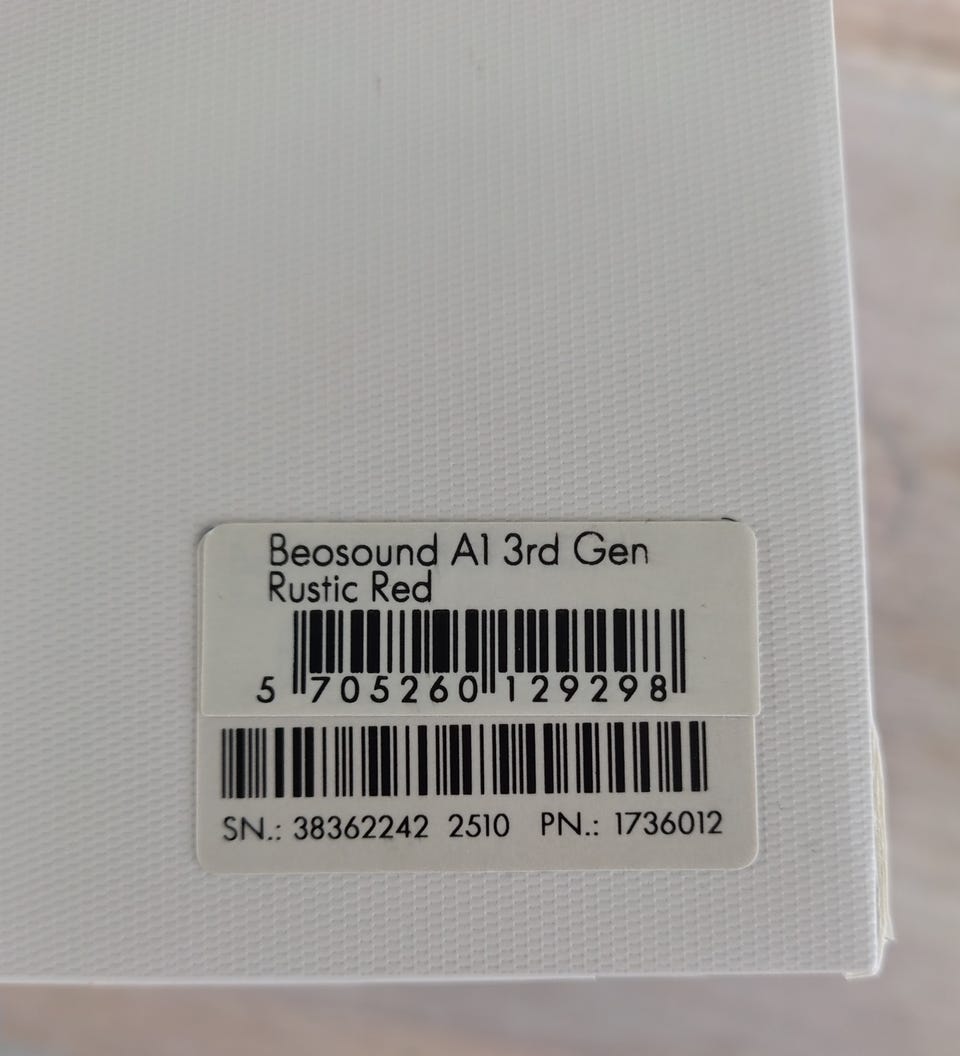 Beosound A1 3rd Gen
Rustic Red
5 705260 129298
SN.: 38362242 2510 PN.: 1736012